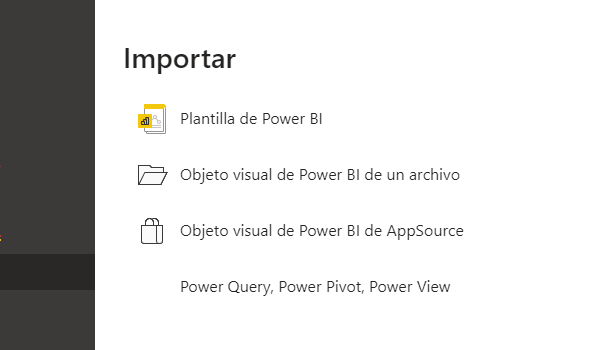 Importar
Plantilla de Power BI
Objeto visual de Power BI de un archivo
Objeto visual de Power BI de AppSource
Power Query, Power Pivot, Power View